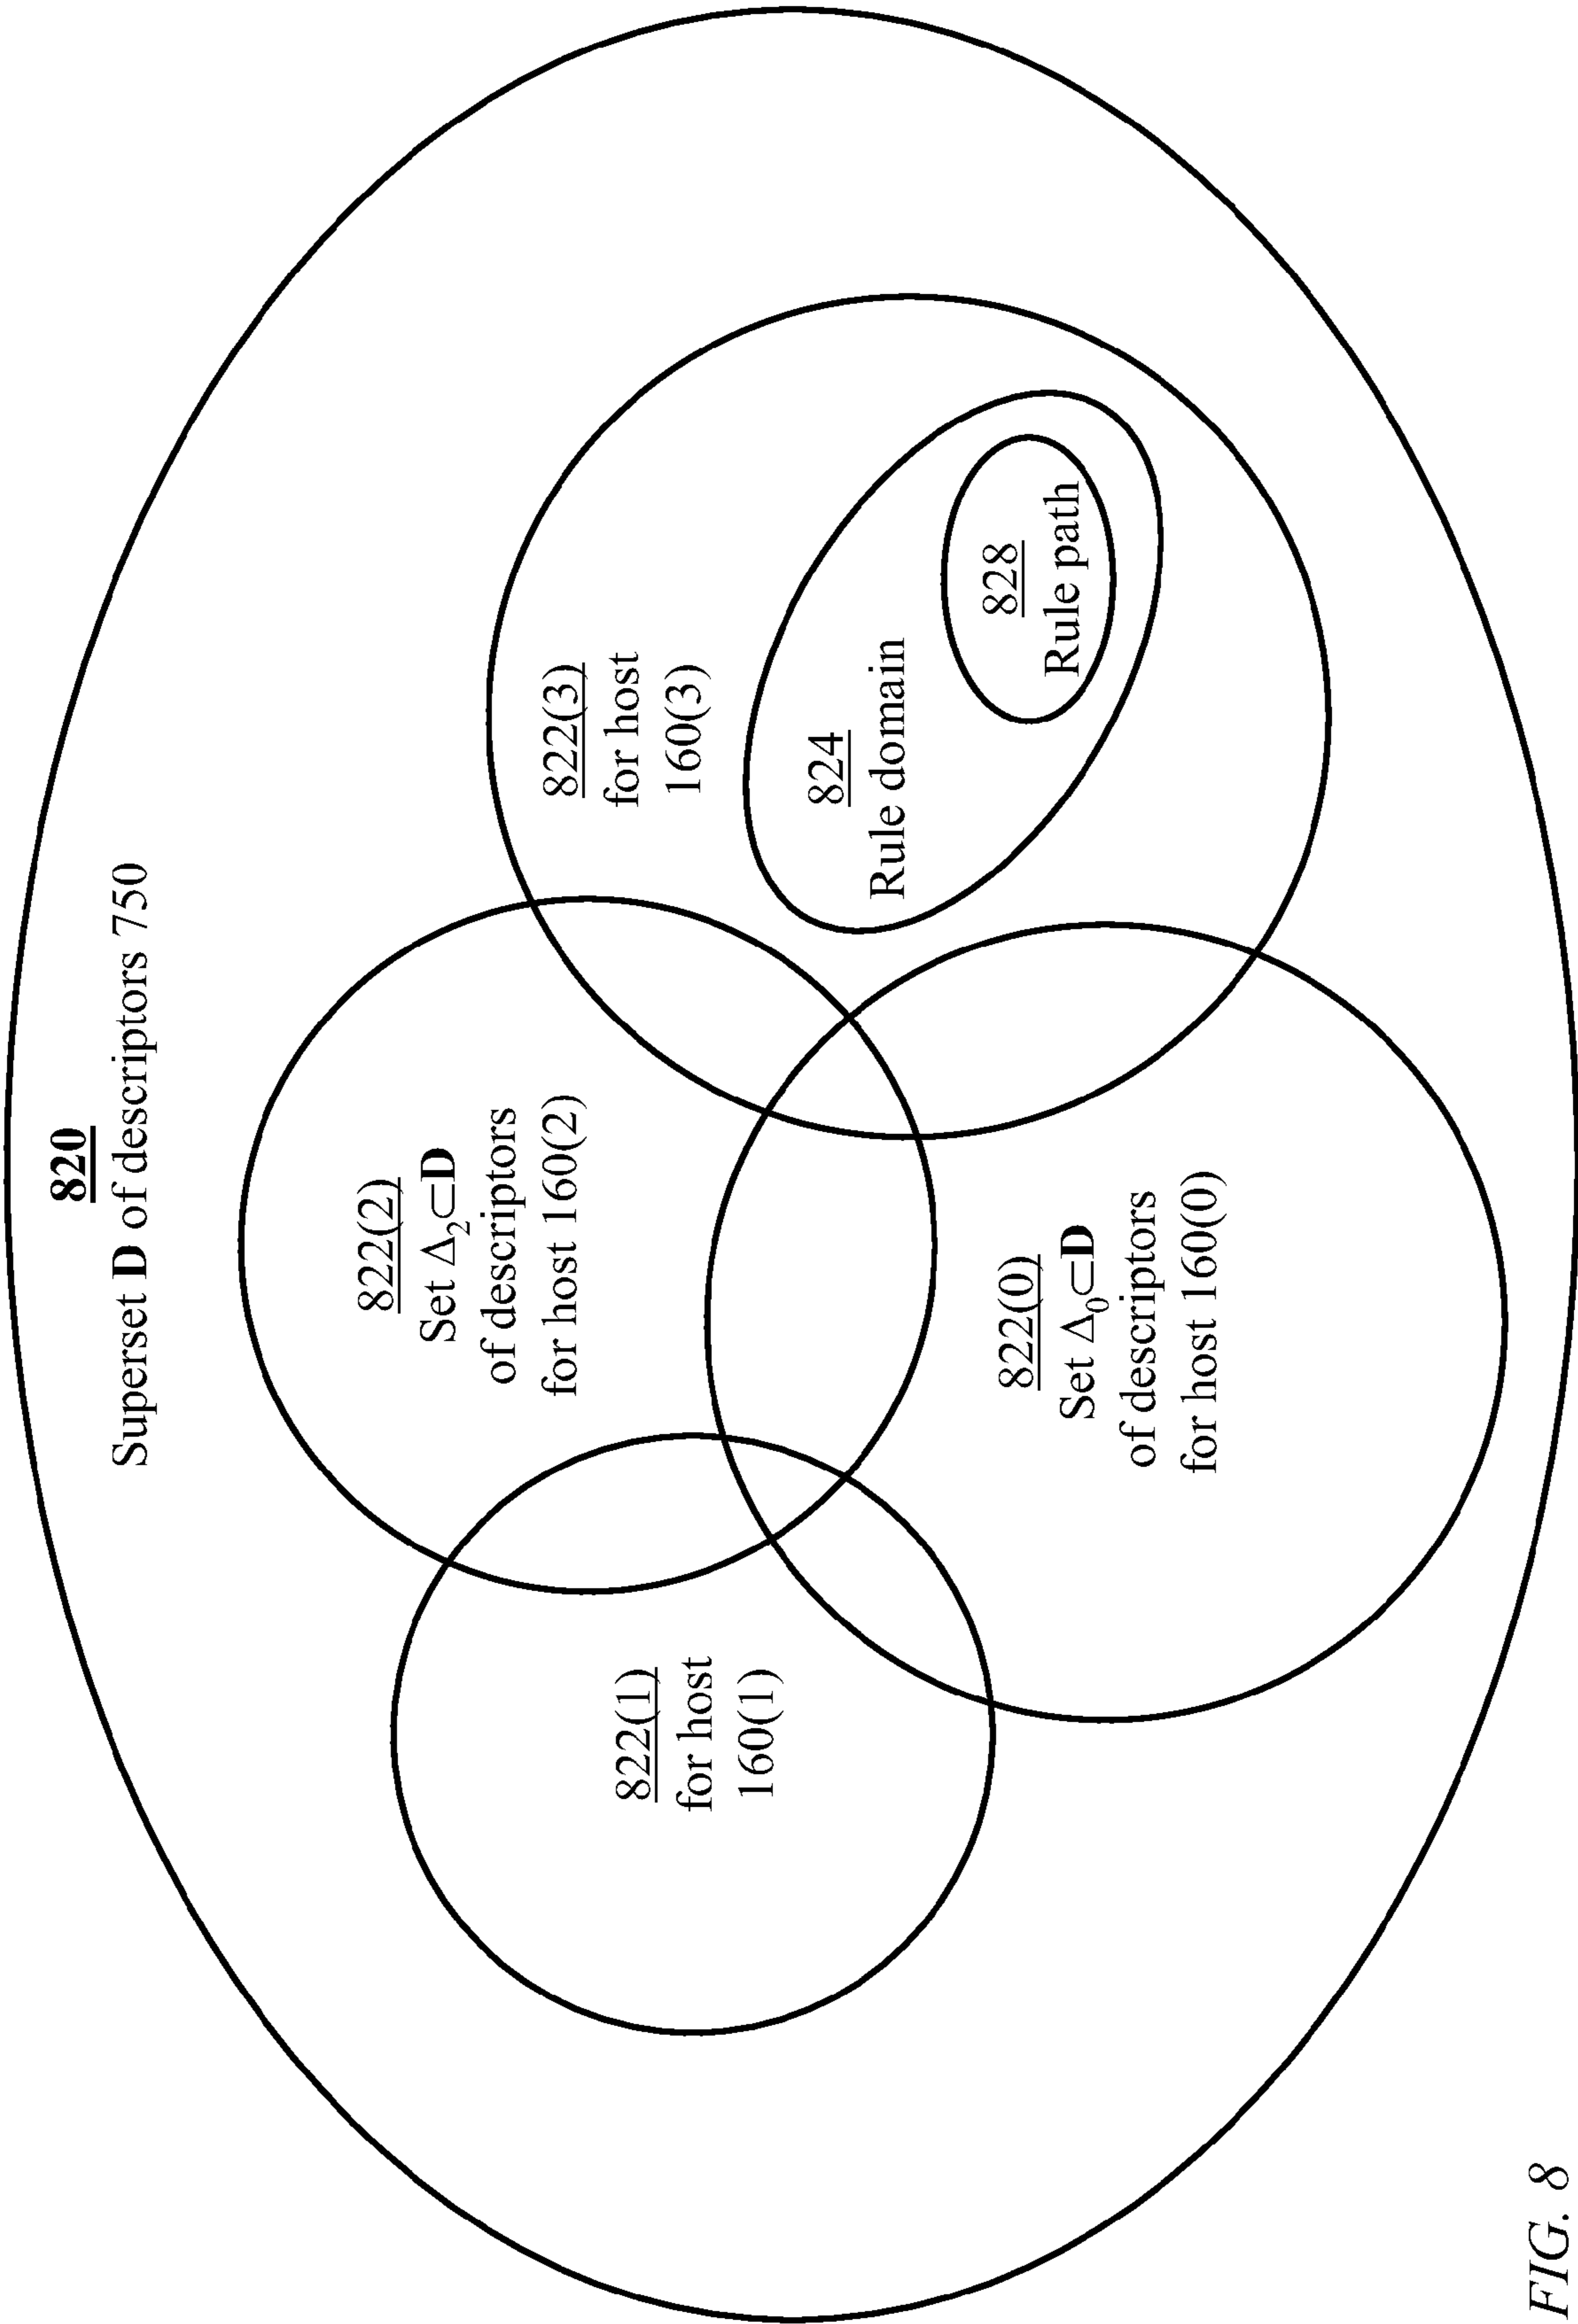 820
Superset D of descriptors 750
822(2)
Set Δ₂⊂D
of descriptors
for host 160(2)
822(3)
for host
160(3)
822(1)
for host
160(1)
824
Rule domain
828
Rule path
822(0)
Set Δ₀⊂D
of descriptors
for host 160(0)
FIG. 8